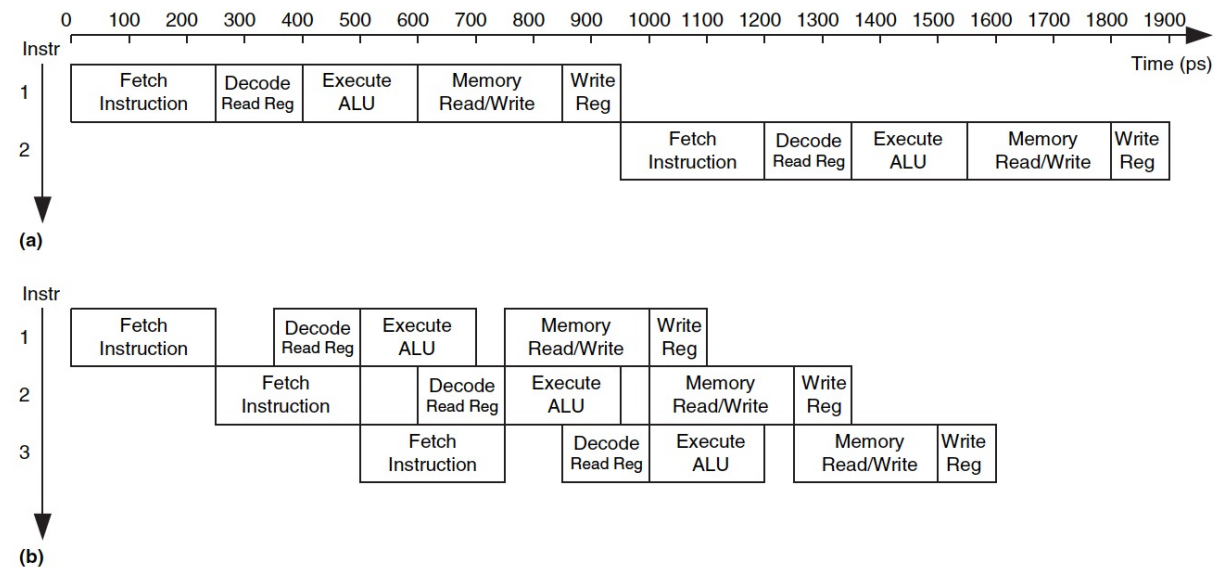 0 100 200 300 400 500 600 700 800 900 1000 1100 1200 1300 1400 1500 1600 1700 1800 1900
Time (ps)
Instr
1
Fetch
Instruction
Decode
Read Reg
Execute
ALU
Memory
Read/Write
Write
Reg
2
Fetch
Instruction
Decode
Read Reg
Execute
ALU
Memory
Read/Write
Write
Reg
(a)
Instr
1
Fetch
Instruction
Decode
Read Reg
Execute
ALU
Memory
Read/Write
Write
Reg
2
Fetch
Instruction
Decode
Read Reg
Execute
ALU
Memory
Read/Write
Write
Reg
3
Fetch
Instruction
Decode
Read Reg
Execute
ALU
Memory
Read/Write
Write
Reg
(b)